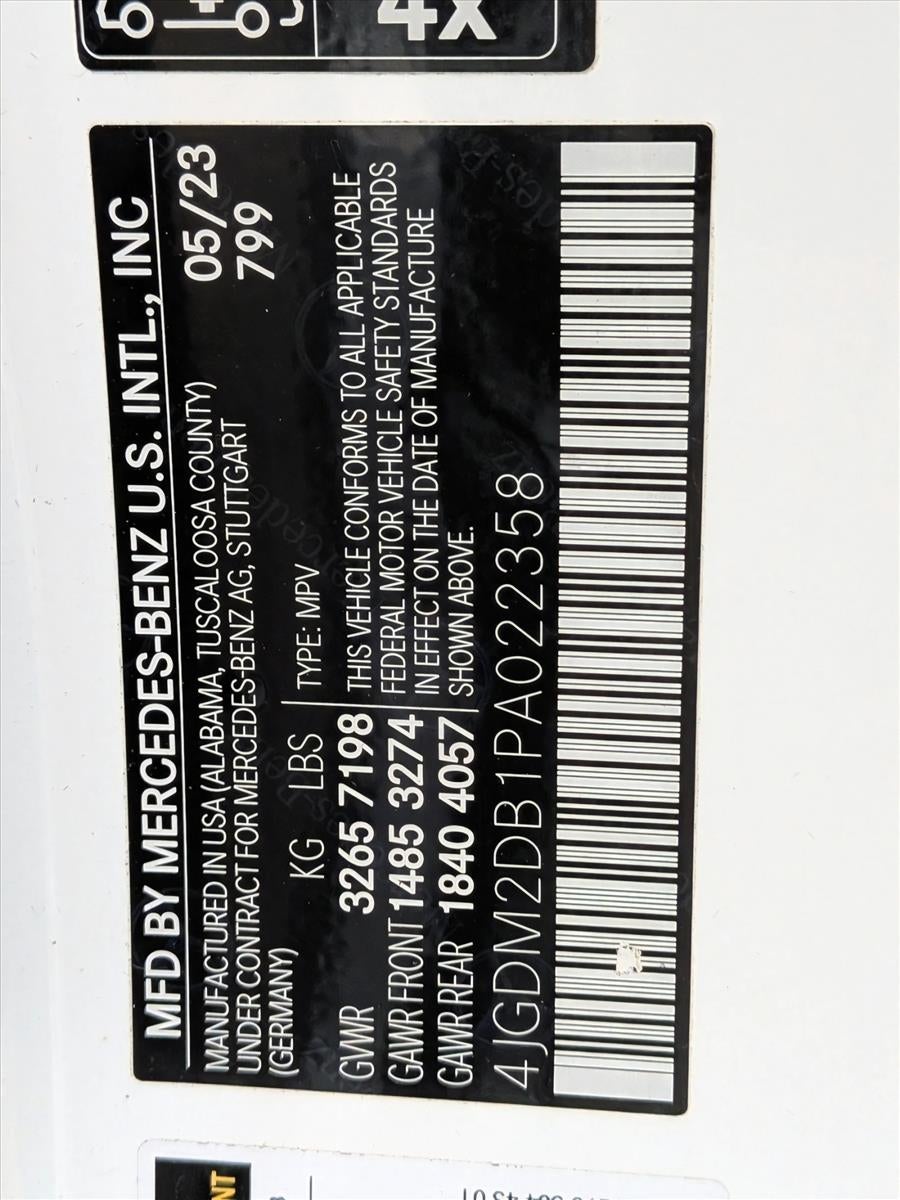 4X
MFD BY MERCEDES-BENZ U.S. INTL., INC
MANUFACTURED IN USA (ALABAMA, TUSCALOOSA COUNTY)
UNDER CONTRACT FOR MERCEDES-BENZ AG, STUTTGART
(GERMANY)
05/23
799
KG LBS TYPE: MPV
GVWR 3265 7198
GAWR FRONT 1485 3274
GAWR REAR 1840 4057
THIS VEHICLE CONFORMS TO ALL APPLICABLE
FEDERAL MOTOR VEHICLE SAFETY STANDARDS
IN EFFECT ON THE DATE OF MANUFACTURE
SHOWN ABOVE.
4JGDM2DB1PA022358